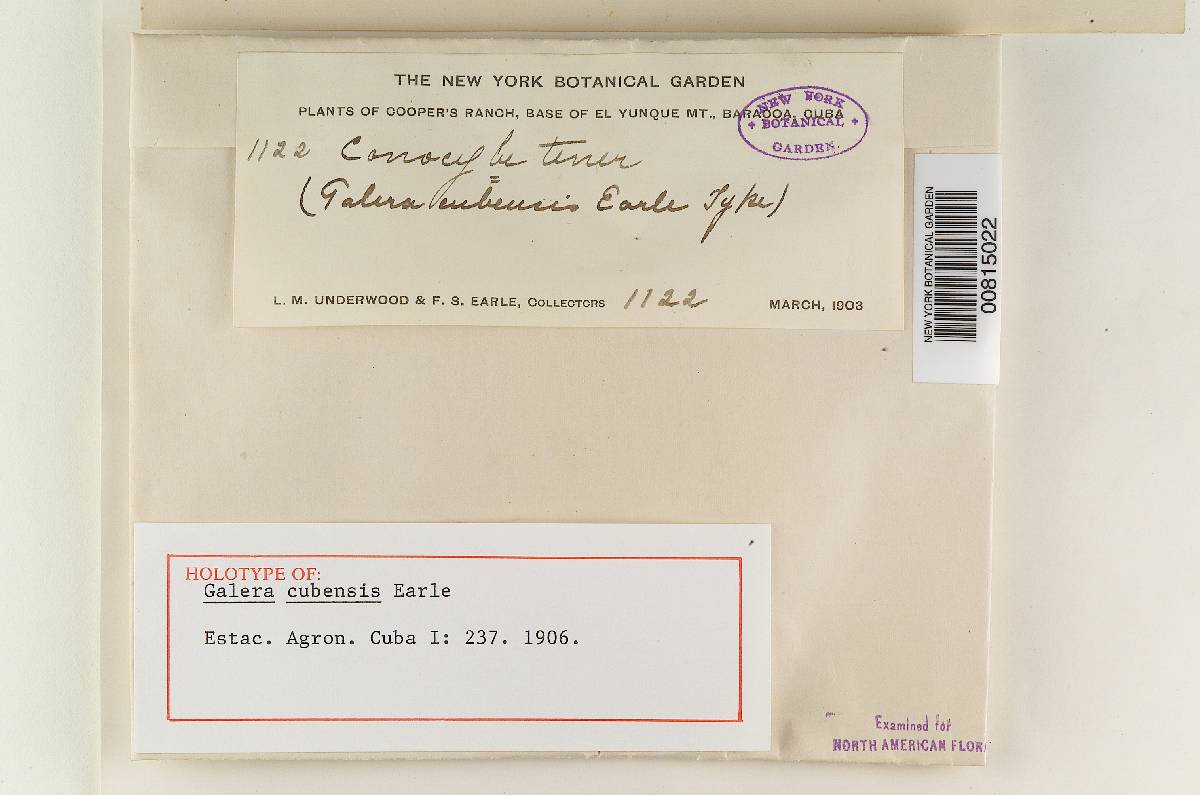 THE NEW YORK BOTANICAL GARDEN
PLANTS OF COOPER'S RANCH, BASE OF EL YUNQUE MT., BARACOA, CUBA
NEW YORK
BOTANICAL
GARDEN
1122 Conocybe tener
(Galera cubensis Earle Type)
L. M. UNDERWOOD & F. S. EARLE, COLLECTORS 1122 MARCH, 1903
NEW YORK BOTANICAL GARDEN
00815022
HOLOTYPE OF:
Galera cubensis Earle
Estac. Agron. Cuba I: 237. 1906.
Examined for
NORTH AMERICAN FLORA